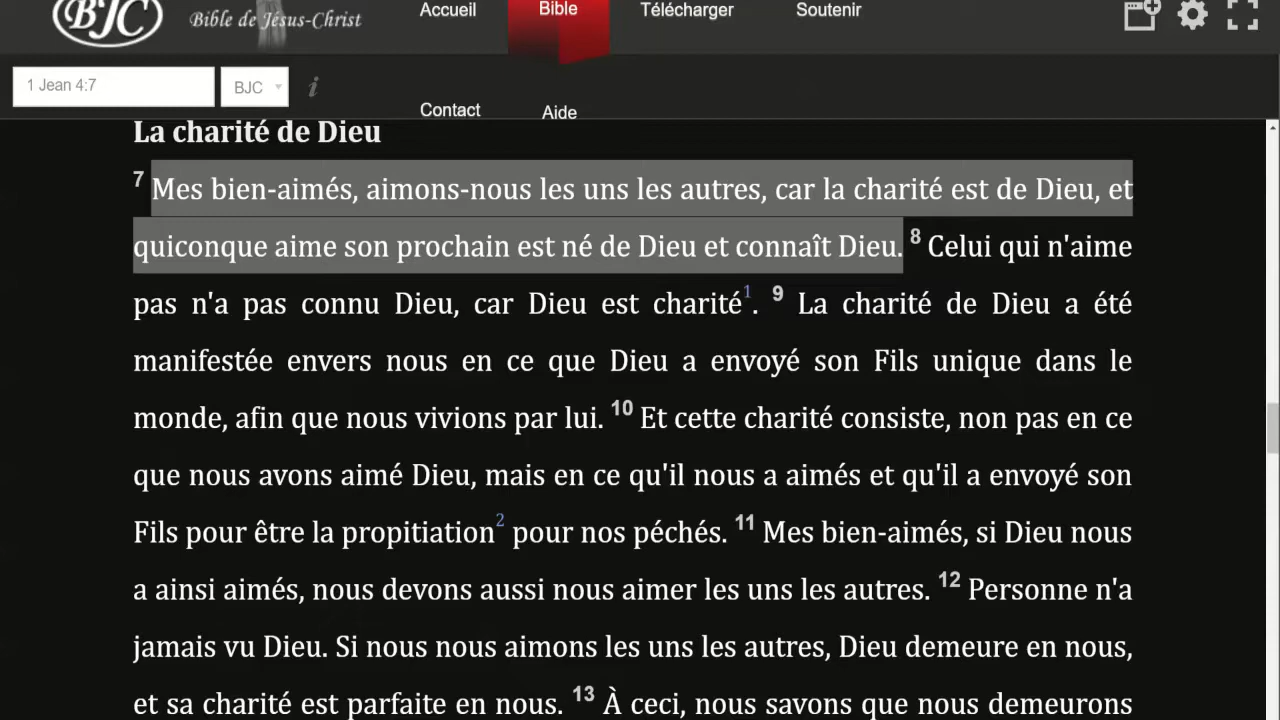 BJC Bible de Jésus-Christ Accueil Bible Télécharger Soutenir
1 Jean 4:7 BJC i
Contact Aide
La charité de Dieu
7 Mes bien-aimés, aimons-nous les uns les autres, car la charité est de Dieu, et
quiconque aime son prochain est né de Dieu et connaît Dieu. 8 Celui qui n'aime
pas n'a pas connu Dieu, car Dieu est charité1. 9 La charité de Dieu a été
manifestée envers nous en ce que Dieu a envoyé son Fils unique dans le
monde, afin que nous vivions par lui. 10 Et cette charité consiste, non pas en ce
que nous avons aimé Dieu, mais en ce qu'il nous a aimés et qu'il a envoyé son
Fils pour être la propitiation2 pour nos péchés. 11 Mes bien-aimés, si Dieu nous
a ainsi aimés, nous devons aussi nous aimer les uns les autres. 12 Personne n'a
jamais vu Dieu. Si nous nous aimons les uns les autres, Dieu demeure en nous,
et sa charité est parfaite en nous. 13 À ceci, nous savons que nous demeurons